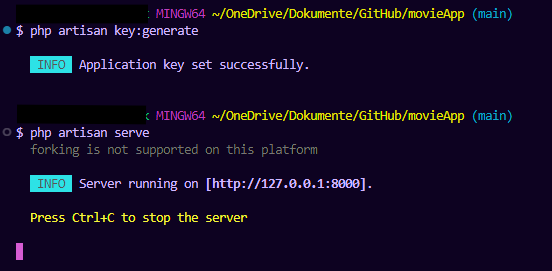 MINGW64 ~/OneDrive/Dokumente/GitHub/movieApp (main)
$ php artisan key:generate
INFO Application key set successfully.
MINGW64 ~/OneDrive/Dokumente/GitHub/movieApp (main)
$ php artisan serve
forking is not supported on this platform
INFO Server running on [http://127.0.0.1:8000].
Press Ctrl+C to stop the server